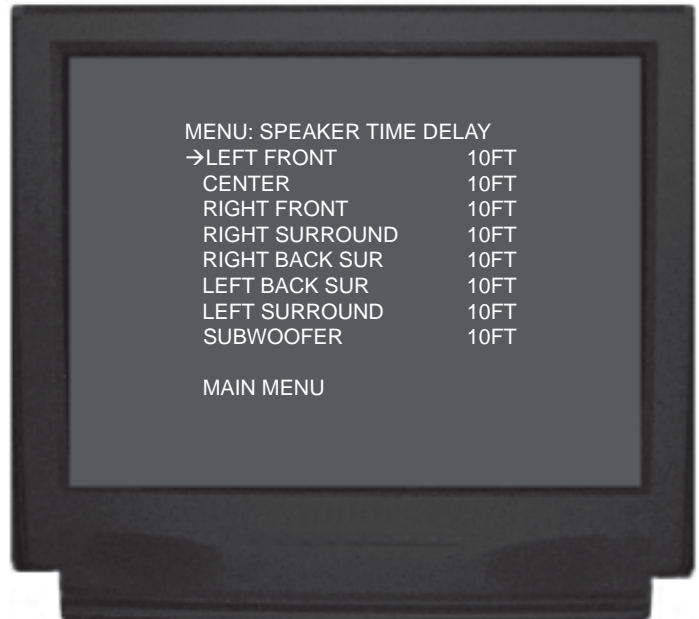 MENU: SPEAKER TIME DELAY
→LEFT FRONT 10FT
CENTER 10FT
RIGHT FRONT 10FT
RIGHT SURROUND 10FT
RIGHT BACK SUR 10FT
LEFT BACK SUR 10FT
LEFT SURROUND 10FT
SUBWOOFER 10FT
MAIN MENU